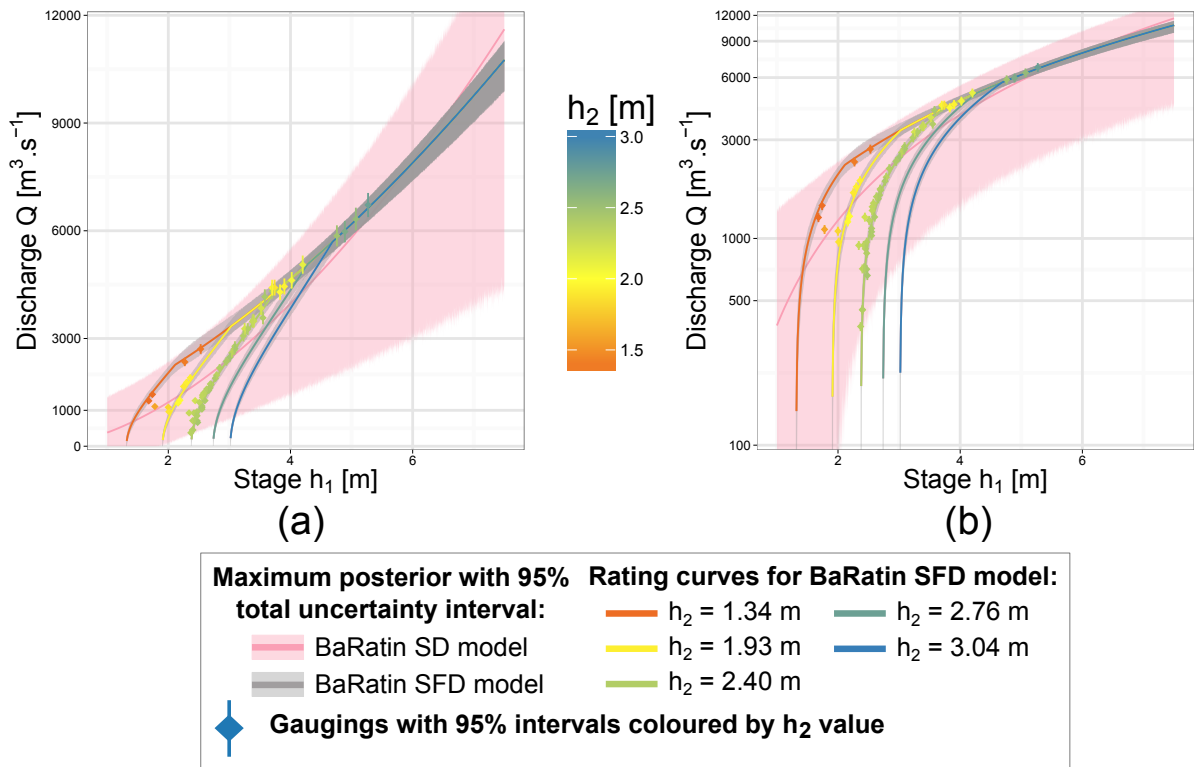 12000
9000
6000
3000
1000
0
Discharge Q [m³.s⁻¹]
2
4
6
Stage h₁ [m]
(a)
h₂ [m]
3.0
2.5
2.0
1.5
12000
9000
6000
3000
1000
500
100
Discharge Q [m³.s⁻¹]
2
4
6
Stage h₁ [m]
(b)
Maximum posterior with 95%
total uncertainty interval:
BaRatin SD model
BaRatin SFD model
Rating curves for BaRatin SFD model:
h₂ = 1.34 m
h₂ = 1.93 m
h₂ = 2.40 m
h₂ = 2.76 m
h₂ = 3.04 m
Gaugings with 95% intervals coloured by h₂ value